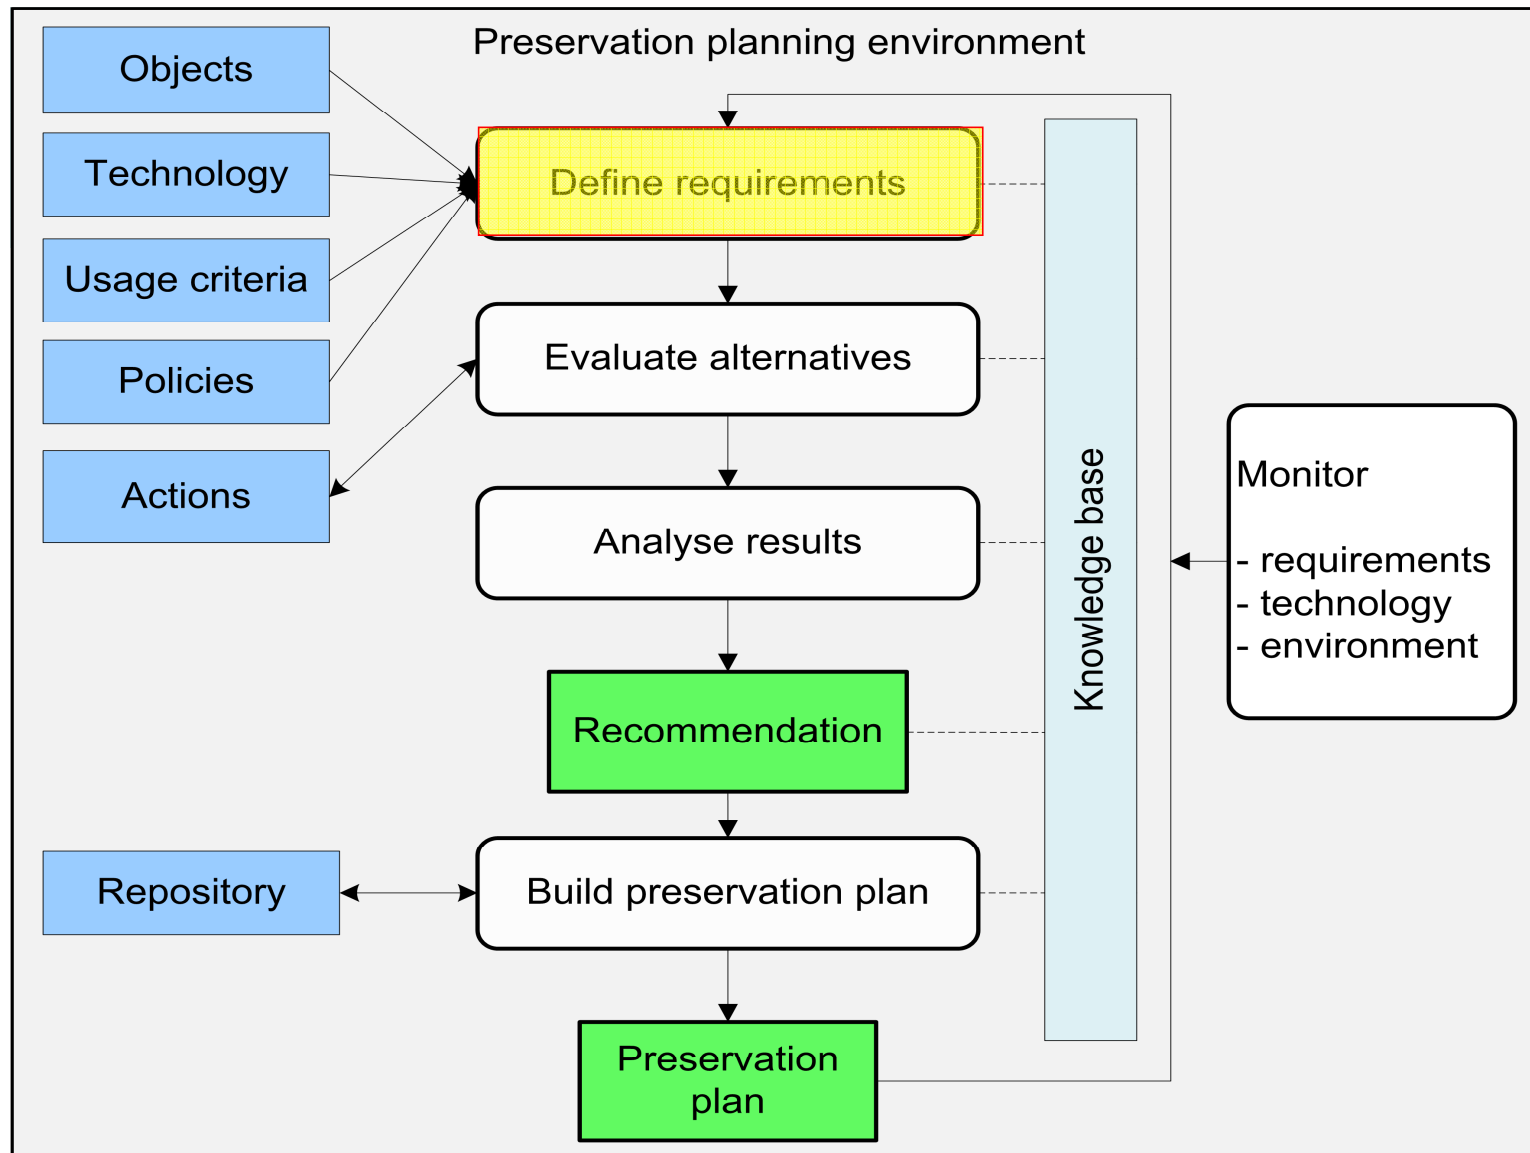 Preservation planning environment
Objects
Technology
Usage criteria
Policies
Actions
Repository
Define requirements
Evaluate alternatives
Analyse results
Recommendation
Build preservation plan
Preservation
plan
Knowledge base
Monitor
- requirements
- technology
- environment